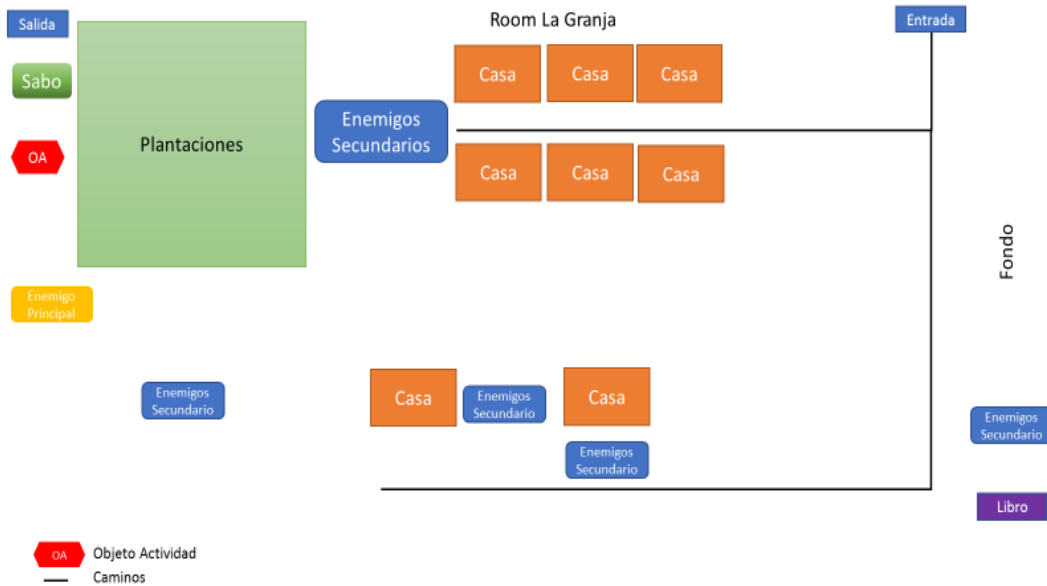 Room La Granja
Salida
Entrada
Sabo
Casa
Casa
Casa
Enemigos
Secundarios
Plantaciones
OA
Casa
Casa
Casa
Fondo
Enemigo
Principal
Enemigos
Secundario
Casa
Enemigos
Secundario
Casa
Enemigos
Secundario
Enemigos
Secundario
Libro
OA Objeto Actividad
Caminos